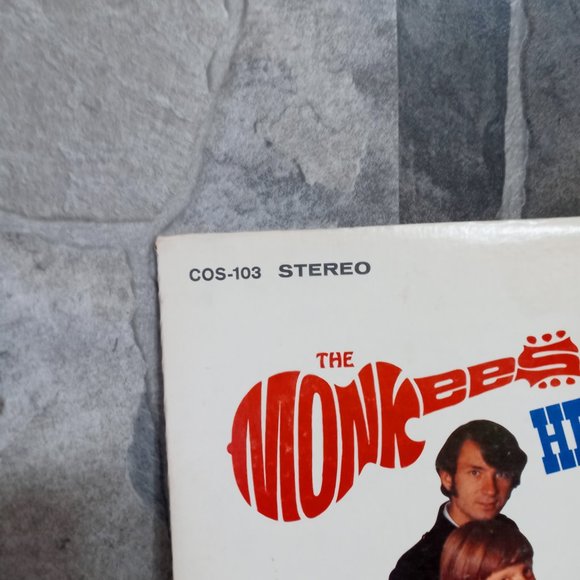 COS-103 STEREO
THE
MONKEES